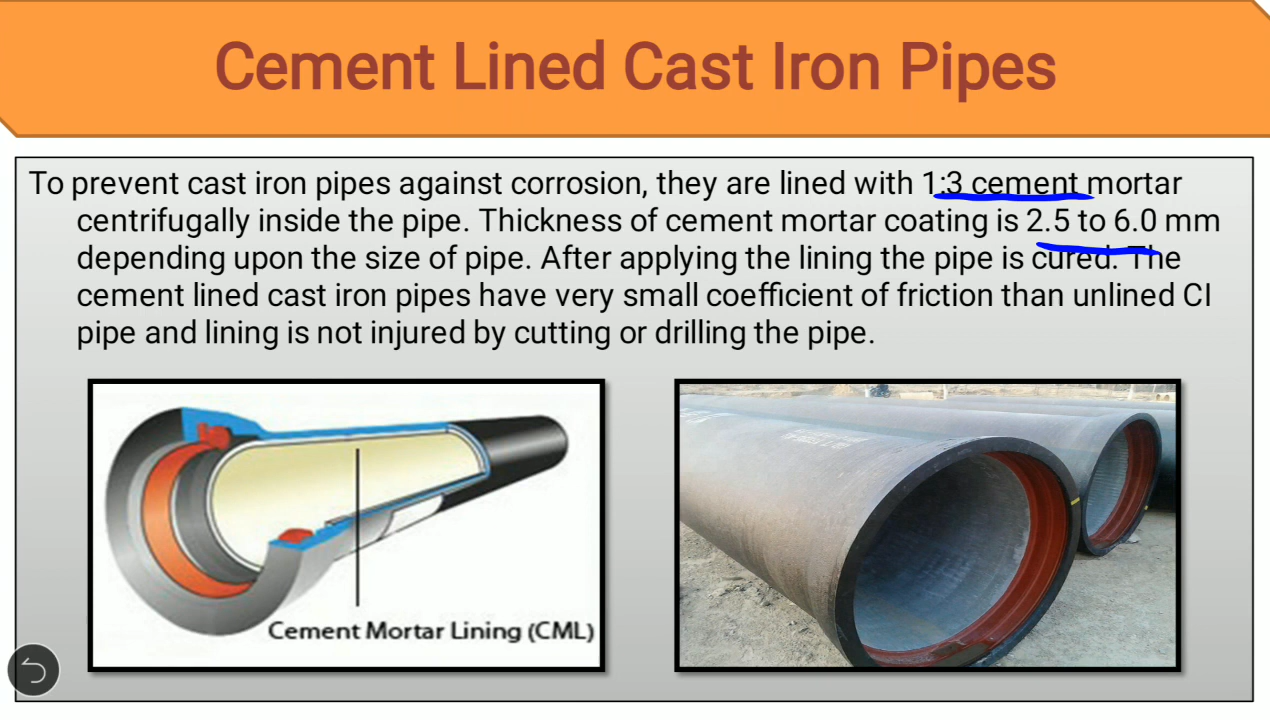 Cement Lined Cast Iron Pipes
To prevent cast iron pipes against corrosion, they are lined with 1:3 cement mortar
centrifugally inside the pipe. Thickness of cement mortar coating is 2.5 to 6.0 mm
depending upon the size of pipe. After applying the lining the pipe is cured. The
cement lined cast iron pipes have very small coefficient of friction than unlined CI
pipe and lining is not injured by cutting or drilling the pipe.
Cement Mortar Lining (CML)